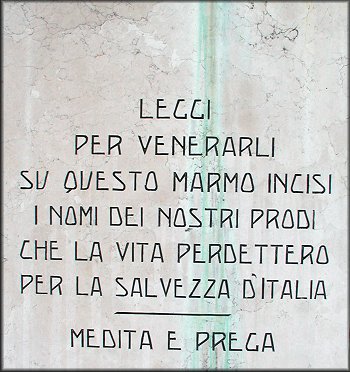 LEGGI
PER VENERARLI
SU QUESTO MARMO INCISI
I NOMI DEI NOSTRI PRODI
CHE LA VITA PERDETTERO
PER LA SALVEZZA D'ITALIA
MEDITA E PREGA